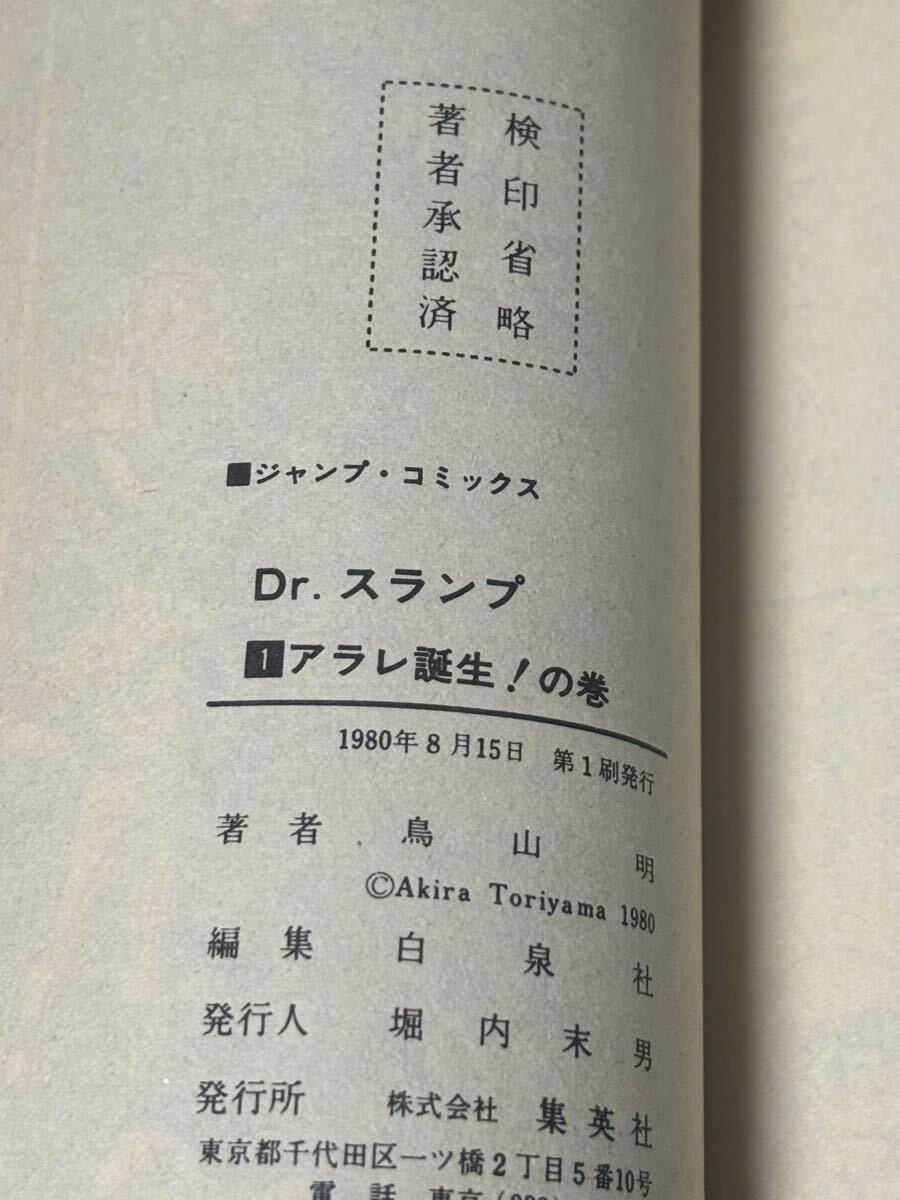 検印省略
著者承認済
■ジャンプ・コミックス
Dr.スランプ
1アラレ誕生!の巻
1980年8月15日 第1刷発行
著者 鳥山明
©Akira Toriyama 1980
編集 白泉社
発行人 堀内末男
発行所 株式会社 集英社
東京都千代田区一ツ橋2丁目5番10号
電話 東京